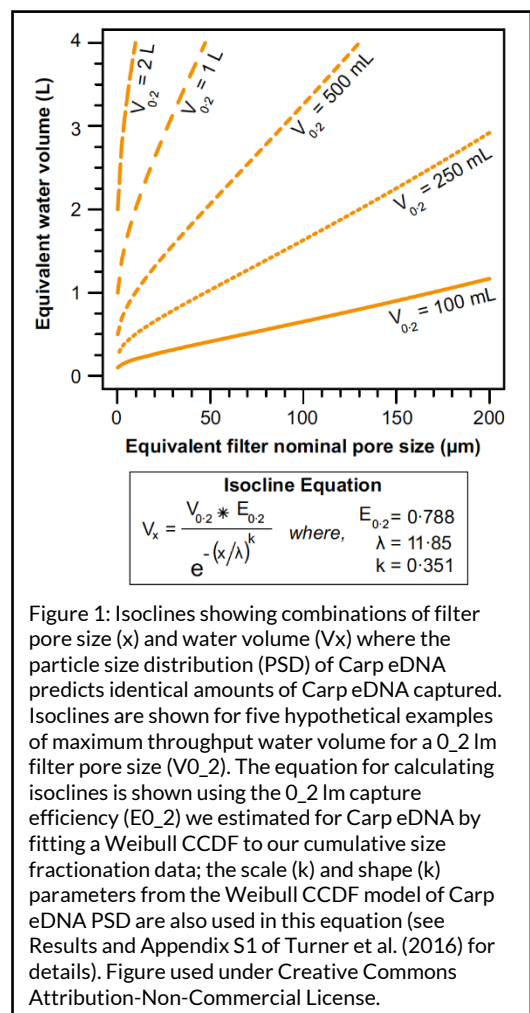 4
3
2
1
0
Equivalent water volume (L)
V0·2 = 2 L
V0·2 = 1 L
V0·2 = 500 mL
V0·2 = 250 mL
V0·2 = 100 mL
0 50 100 150 200
Equivalent filter nominal pore size (µm)
Isocline Equation
Vx = V0·2 * E0·2 / e-(x/λ)k where, E0·2 = 0·788
λ = 11·85
k = 0·351
Figure 1: Isoclines showing combinations of filter
pore size (x) and water volume (Vx) where the
particle size distribution (PSD) of Carp eDNA
predicts identical amounts of Carp eDNA captured.
Isoclines are shown for five hypothetical examples
of maximum throughput water volume for a 0_2 lm
filter pore size (V0_2). The equation for calculating
isoclines is shown using the 0_2 lm capture
efficiency (E0_2) we estimated for Carp eDNA by
fitting a Weibull CCDF to our cumulative size
fractionation data; the scale (k) and shape (k)
parameters from the Weibull CCDF model of Carp
eDNA PSD are also used in this equation (see
Results and Appendix S1 of Turner et al. (2016) for
details). Figure used under Creative Commons
Attribution-Non-Commercial License.